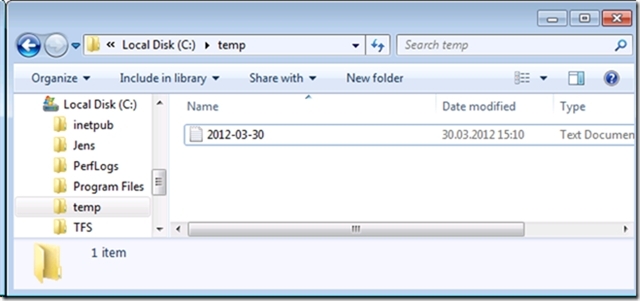 « Local Disk (C:) ▸ temp
Search temp
Organize Include in library Share with New folder
Local Disk (C:)
inetpub
Jens
PerfLogs
Program Files
temp
TFS
Name Date modified Type
2012-03-30 30.03.2012 15:10 Text Documen
1 item